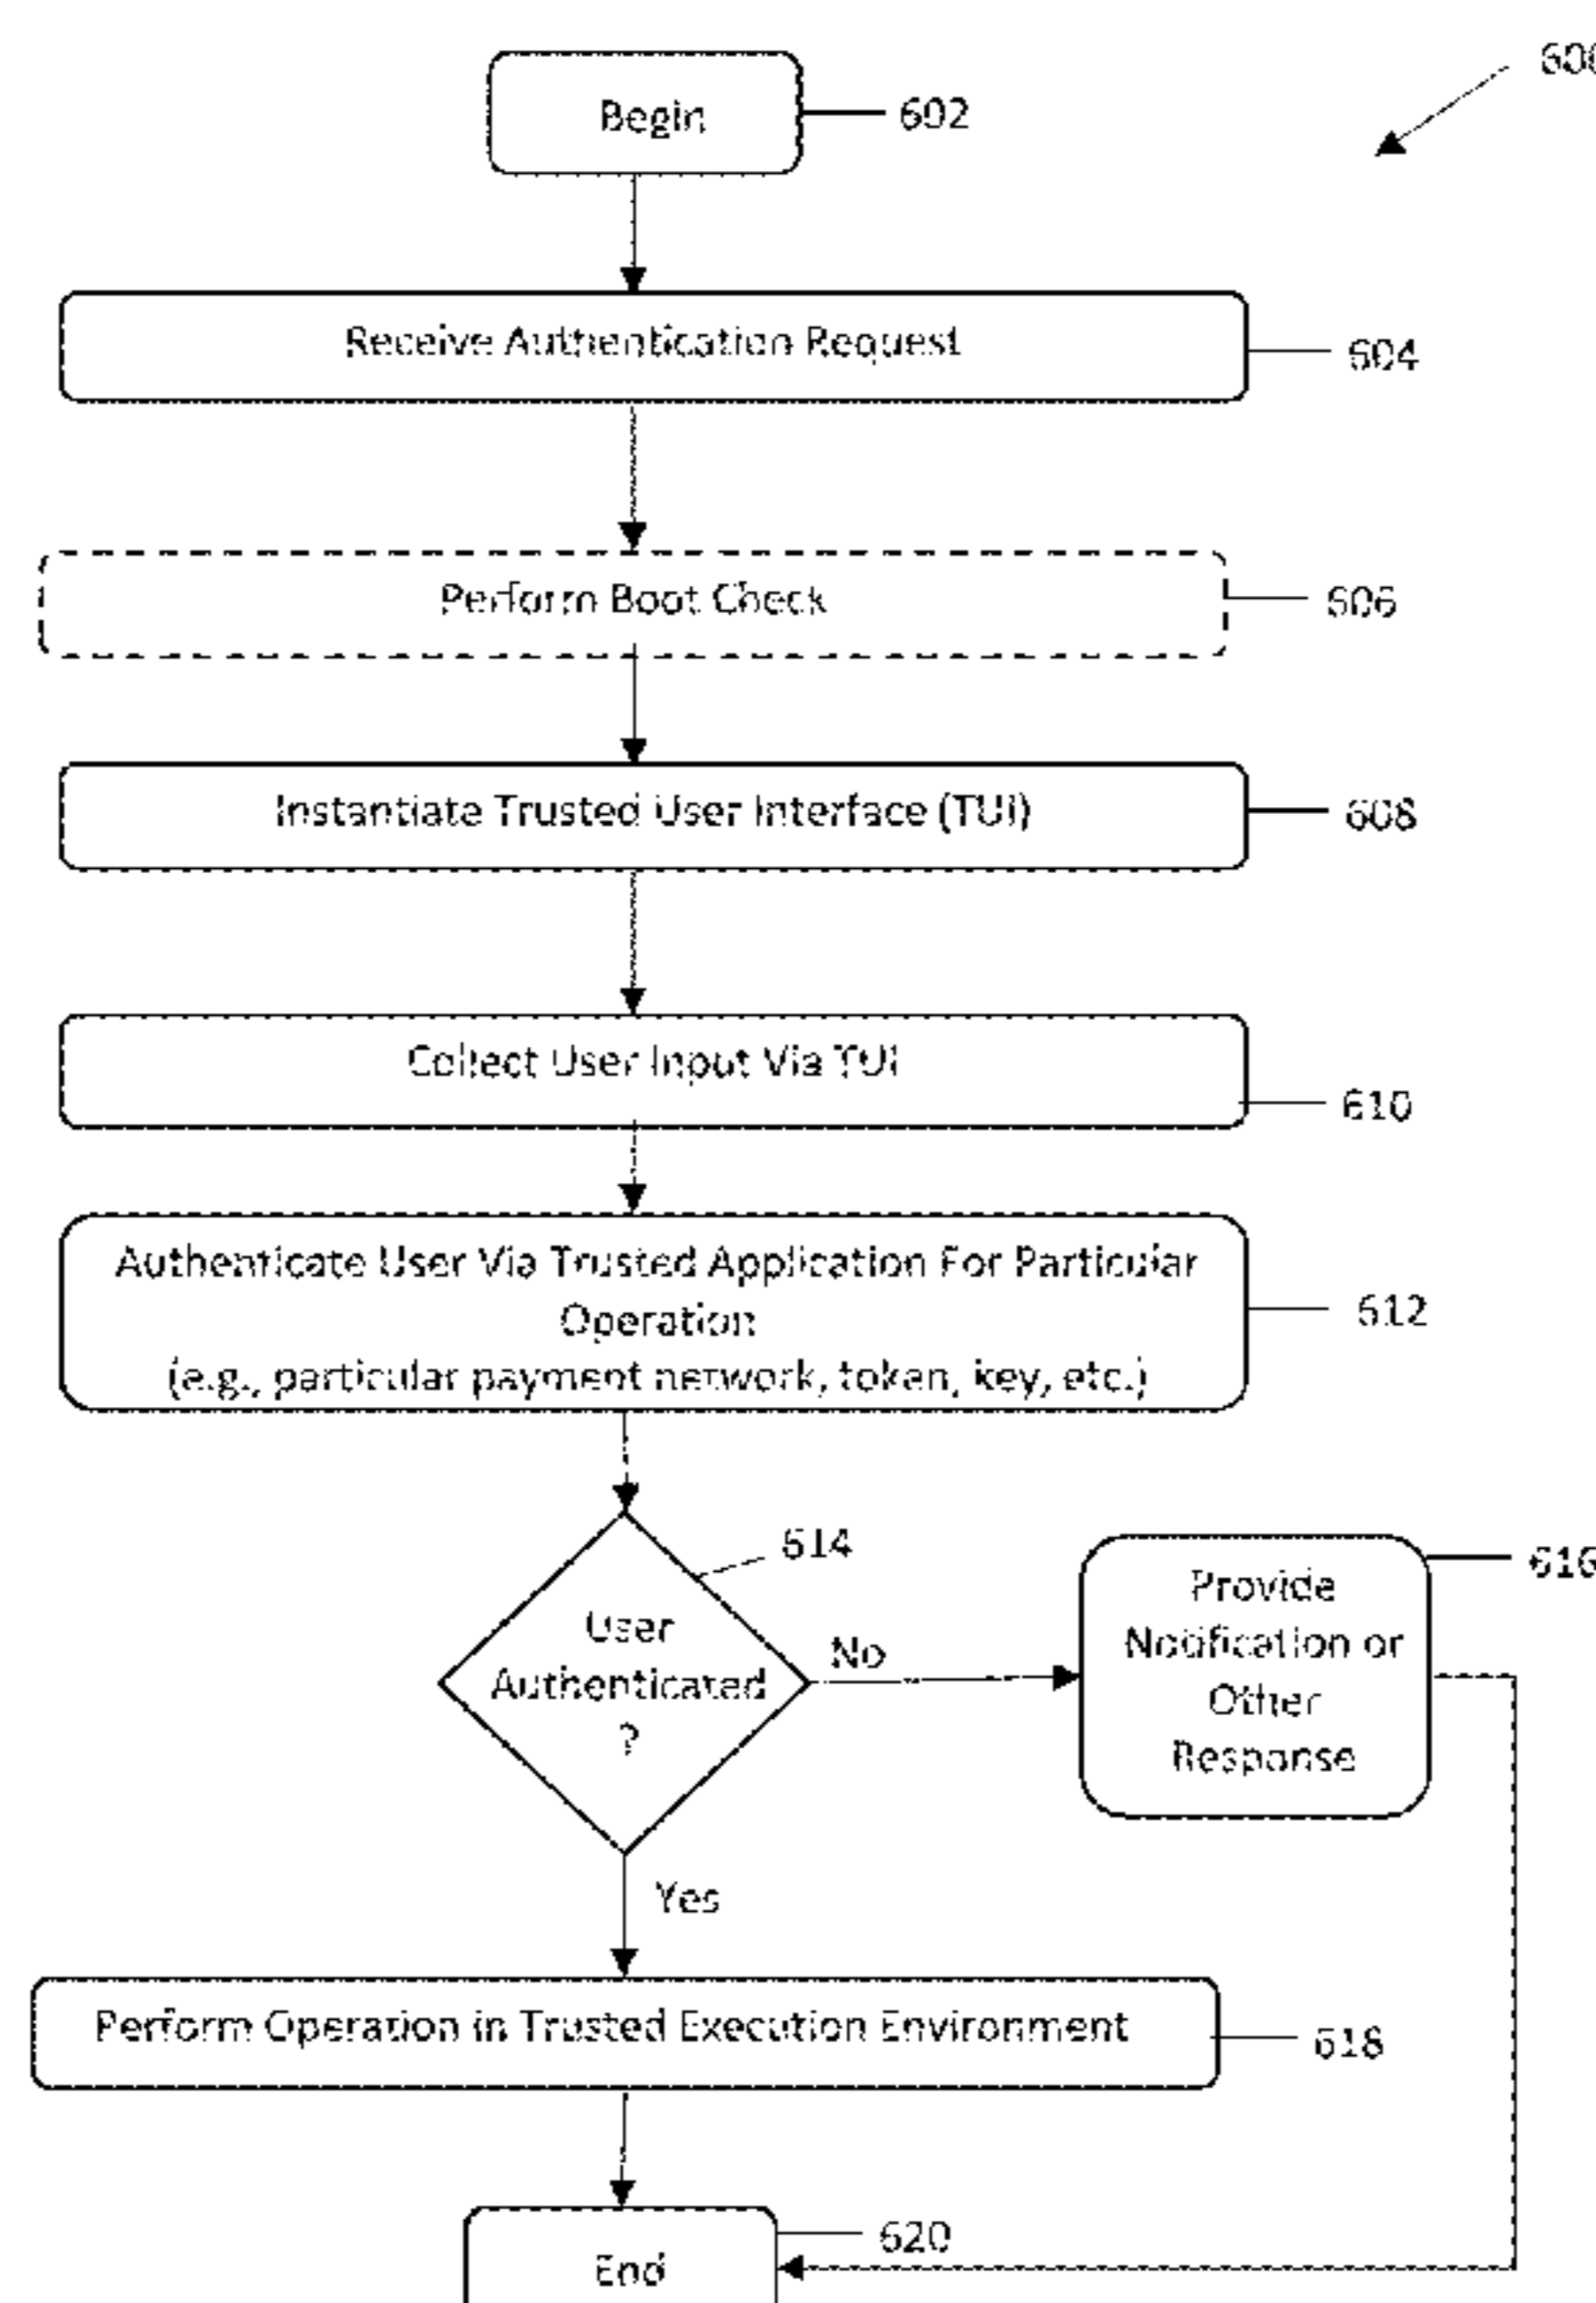 600
Begin
602
Receive Authentication Request
604
Perform Boot Check
606
Instantiate Trusted User Interface (TUI)
608
Collect User Input Via TUI
610
Authenticate User Via Trusted Application For Particular
Operation
(e.g., particular payment network, token, key, etc.)
612
614
User
Authenticated
?
No
Provide
Notification or
Other
Response
616
Yes
Perform Operation in Trusted Execution Environment
618
End
620